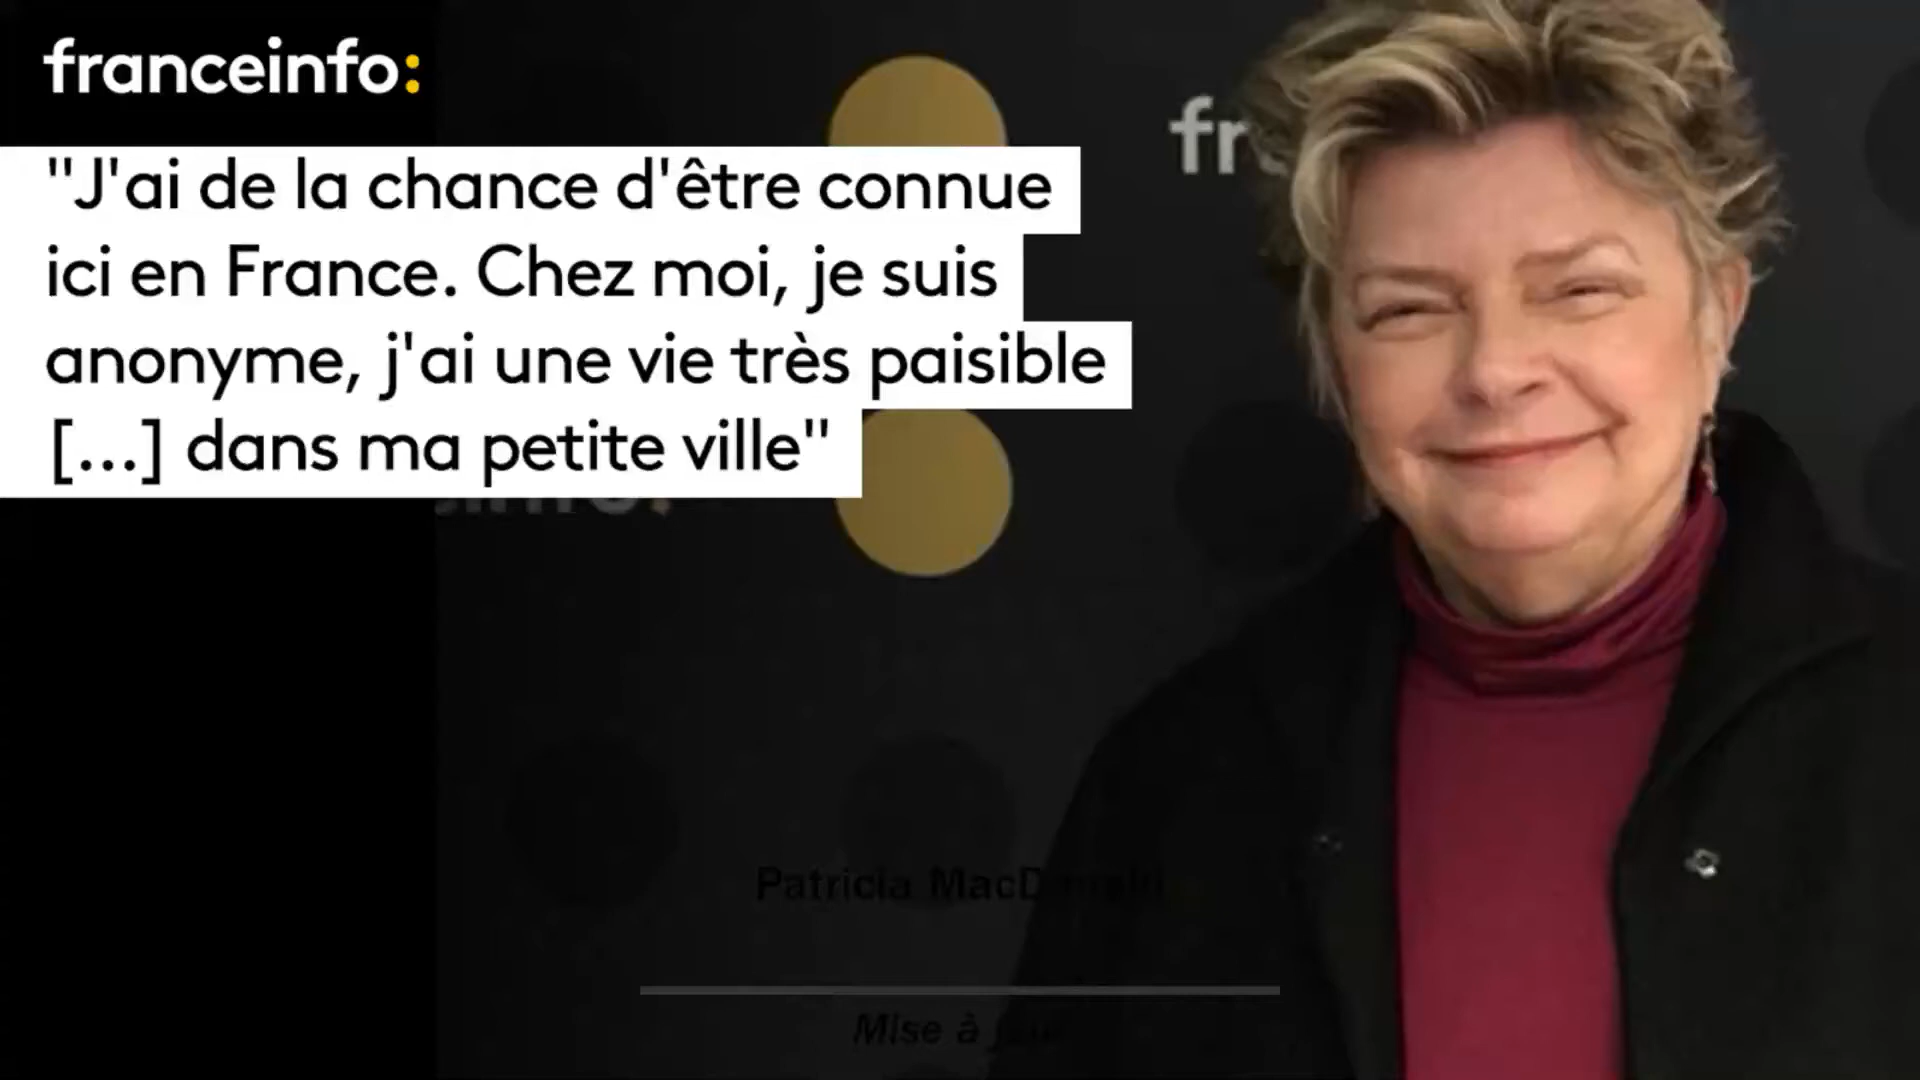 franceinfo:
fr
"J'ai de la chance d'être connue
ici en France. Chez moi, je suis
anonyme, j'ai une vie très paisible
[...] dans ma petite ville"
Patricia
Mise à